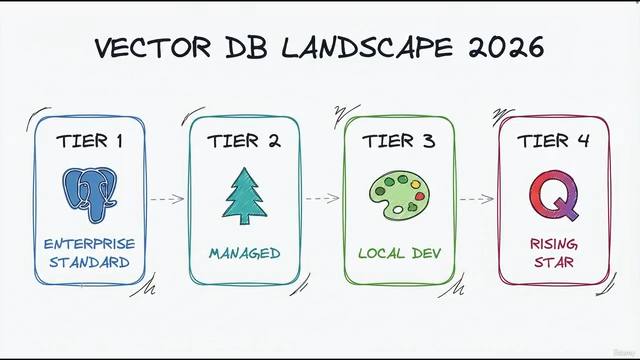 VECTOR DB LANDSCAPE 2026
TIER 1
ENTERPRISE
STANDARD
TIER 2
MANAGED
TIER 3
LOCAL DEV
TIER 4
RISING
STAR